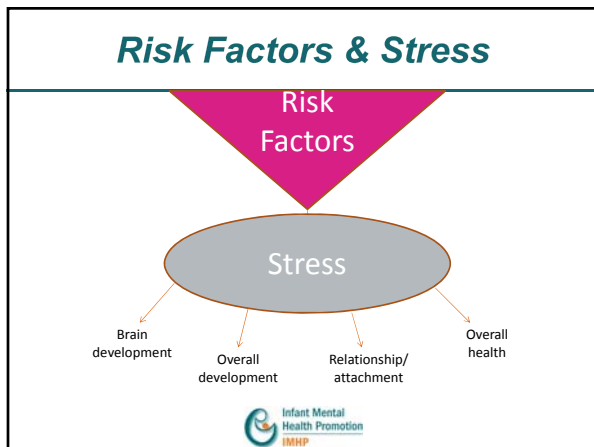 Risk Factors & Stress
Risk
Factors
Stress
Brain
development
Overall
development
Relationship/
attachment
Overall
health
Infant Mental
Health Promotion
IMHP